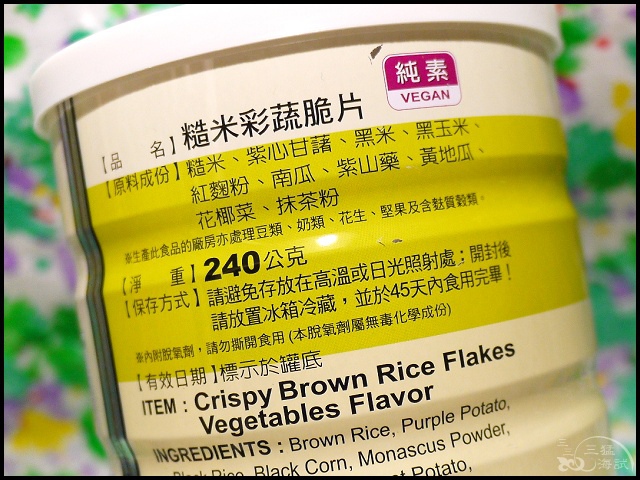 純素
VEGAN
【品　名】糙米彩蔬脆片
【原料成份】糙米、紫心甘藷、黑米、黑玉米、
紅麴粉、南瓜、紫山藥、黃地瓜、
花椰菜、抹茶粉
※生產此食品的廠房亦處理豆類、奶類、花生、堅果及含麩質穀類。
【淨　重】240公克
【保存方式】請避免存放在高溫或日光照射處；開封後
請放置冰箱冷藏，並於45天內食用完畢！
※內附脫氧劑，請勿撕開食用 (本脫氧劑屬無毒化學成份)
【有效日期】標示於罐底
ITEM : Crispy Brown Rice Flakes
Vegetables Flavor
INGREDIENTS : Brown Rice, Purple Potato,
Black Rice, Black Corn, Monascus Powder,
Potato,